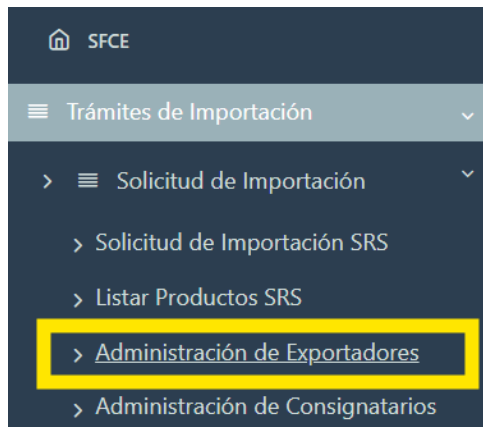 SFCE
Trámites de Importación
Solicitud de Importación
Solicitud de Importación SRS
Listar Productos SRS
Administración de Exportadores
Administración de Consignatarios